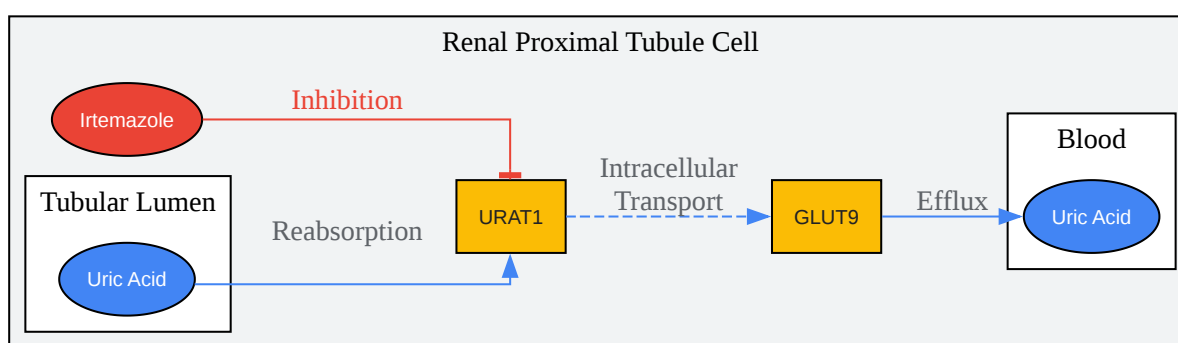 Renal Proximal Tubule Cell
Irtemazole
Inhibition
Tubular Lumen
Uric Acid
Reabsorption
URAT1
Intracellular
Transport
GLUT9
Efflux
Blood
Uric Acid